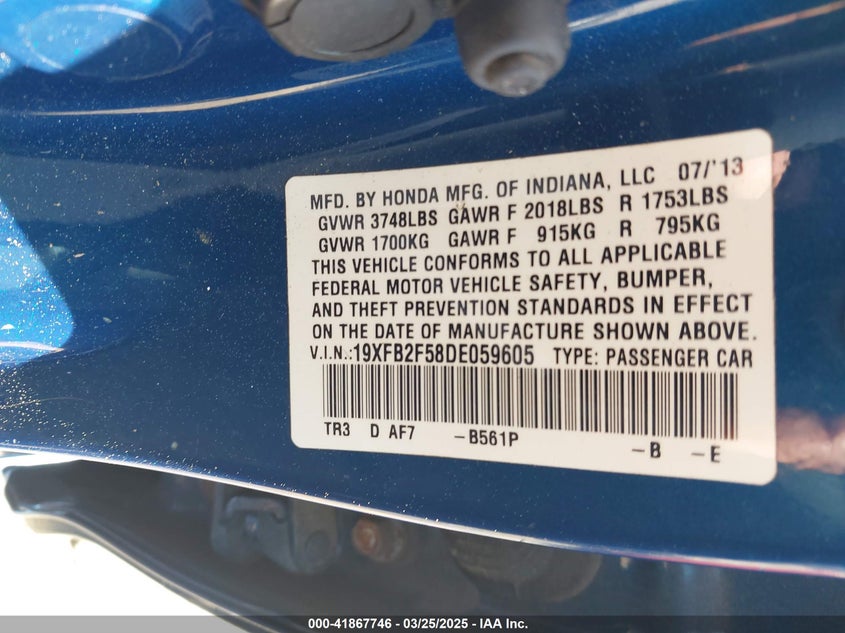 MFD. BY HONDA MFG. OF INDIANA, LLC 07/'13
GVWR 3748LBS GAWR F 2018LBS R 1753LBS
GVWR 1700KG GAWR F 915KG R 795KG
THIS VEHICLE CONFORMS TO ALL APPLICABLE
FEDERAL MOTOR VEHICLE SAFETY, BUMPER,
AND THEFT PREVENTION STANDARDS IN EFFECT
ON THE DATE OF MANUFACTURE SHOWN ABOVE.
V.I.N.:19XFB2F58DE059605 TYPE: PASSENGER CAR
TR3 D AF7 -B561P -B -E
000-41867746 / 03/25/2025 - IAA Inc.